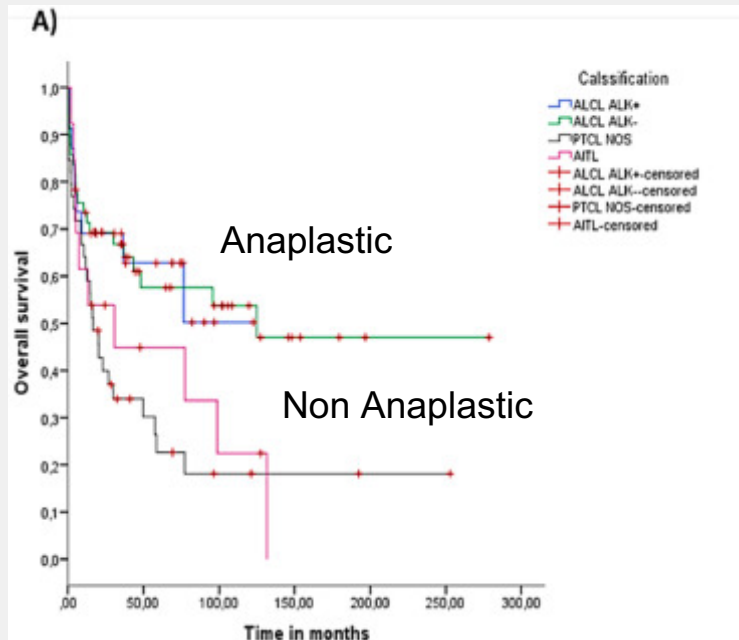 A)
Calssification
ALCL ALK+
ALCL ALK-
PTCL NOS
AITL
ALCL ALK+-censored
ALCL ALK--censored
PTCL NOS-censored
AITL-censored
Anaplastic
Non Anaplastic
Overall survival
1,0
0,9
0,8
0,7
0,6
0,5
0,4
0,3
0,2
0,1
0,0
,00
50,00
100,00
150,00
200,00
250,00
300,00
Time in months